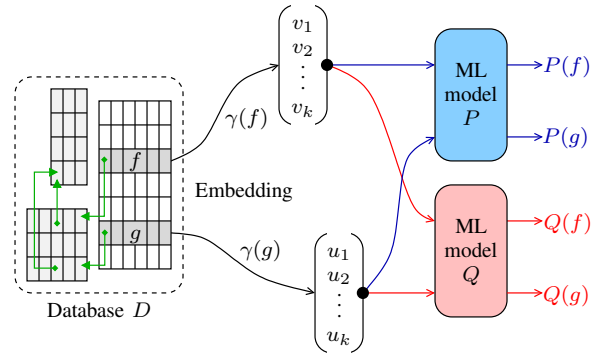 v₁
v₂
⋮
vₖ
γ(f)
f
Embedding
g
γ(g)
Database D
u₁
u₂
⋮
uₖ
ML
model
P
P(f)
P(g)
ML
model
Q
Q(f)
Q(g)